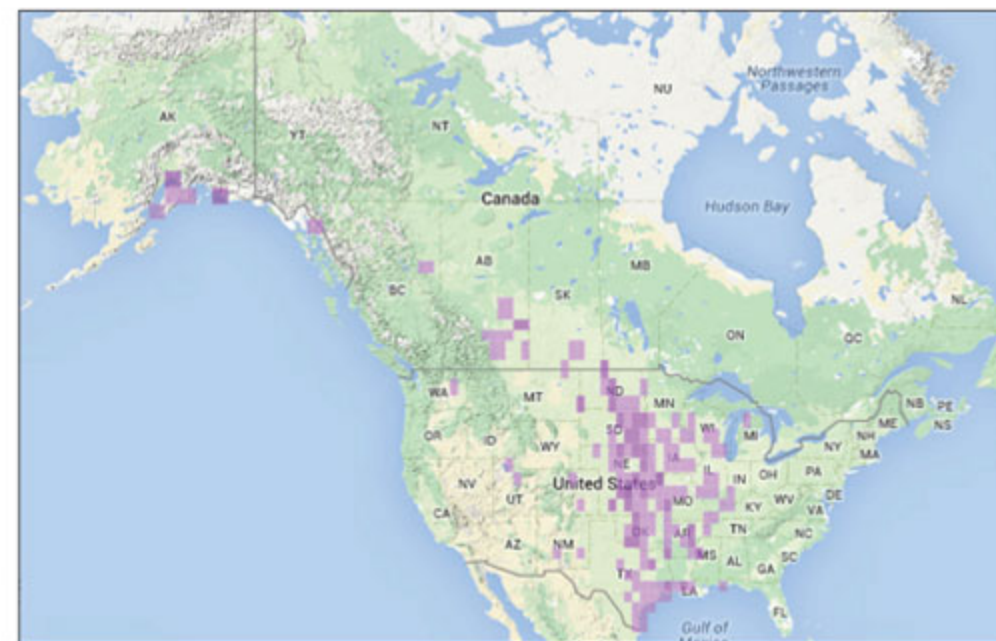 NU
Northwestern
Passages
AK
YT
NT
Canada
Hudson Bay
AB
MB
BC
SK
NL
ON
QC
WA
MT
ND
MN
NB
PE
ME
NS
OR
ID
SD
WI
MI
NH
NY
MA
WY
NE
IA
IL
IN
OH
PA
NV
UT
United States
MO
KY
WV
DE
VA
CA
OK
AR
TN
NC
AZ
NM
MS
AL
SC
GA
TX
LA
FL
Gulf of